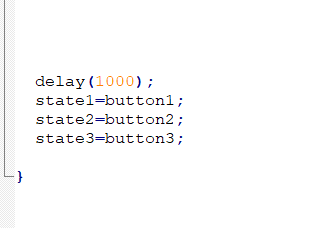 delay(1000);
state1=button1;
state2=button2;
state3=button3;
}